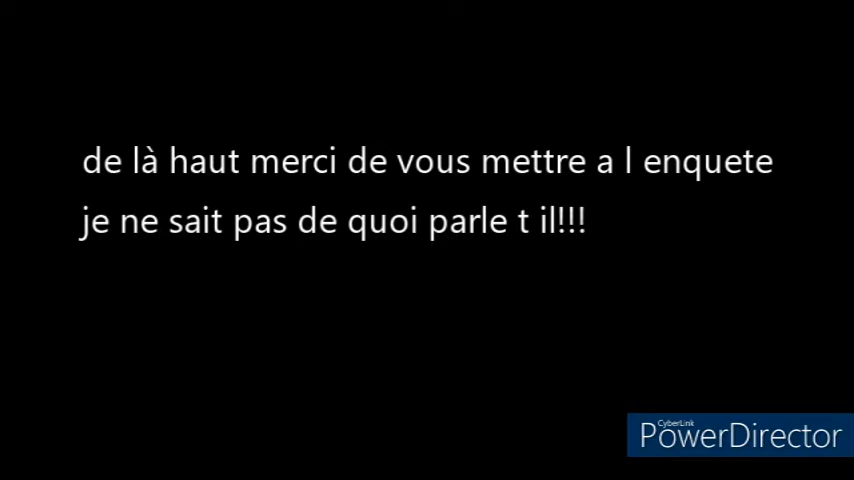 de là haut merci de vous mettre a l enquete
je ne sait pas de quoi parle t il!!!
CyberLink
PowerDirector